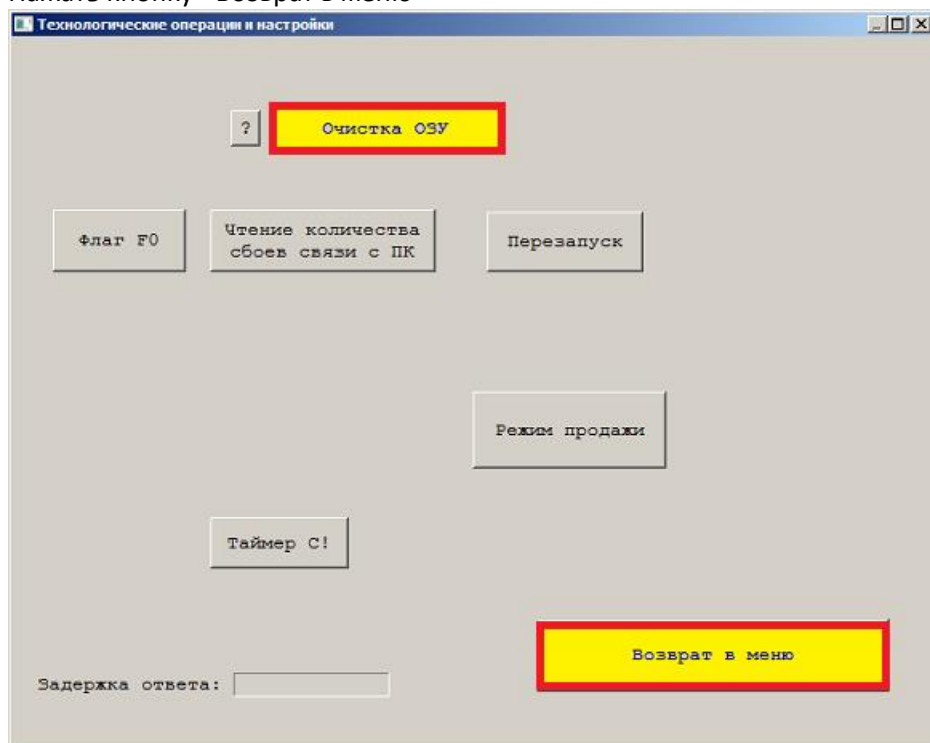 Нажать кнопку "Возврат в меню"
Технологические операции и настройки
? Очистка ОЗУ
Флаг F0
Чтение количества
сбоев связи с ПК
Перезапуск
Режим продажи
Таймер C!
Возврат в меню
Задержка ответа: